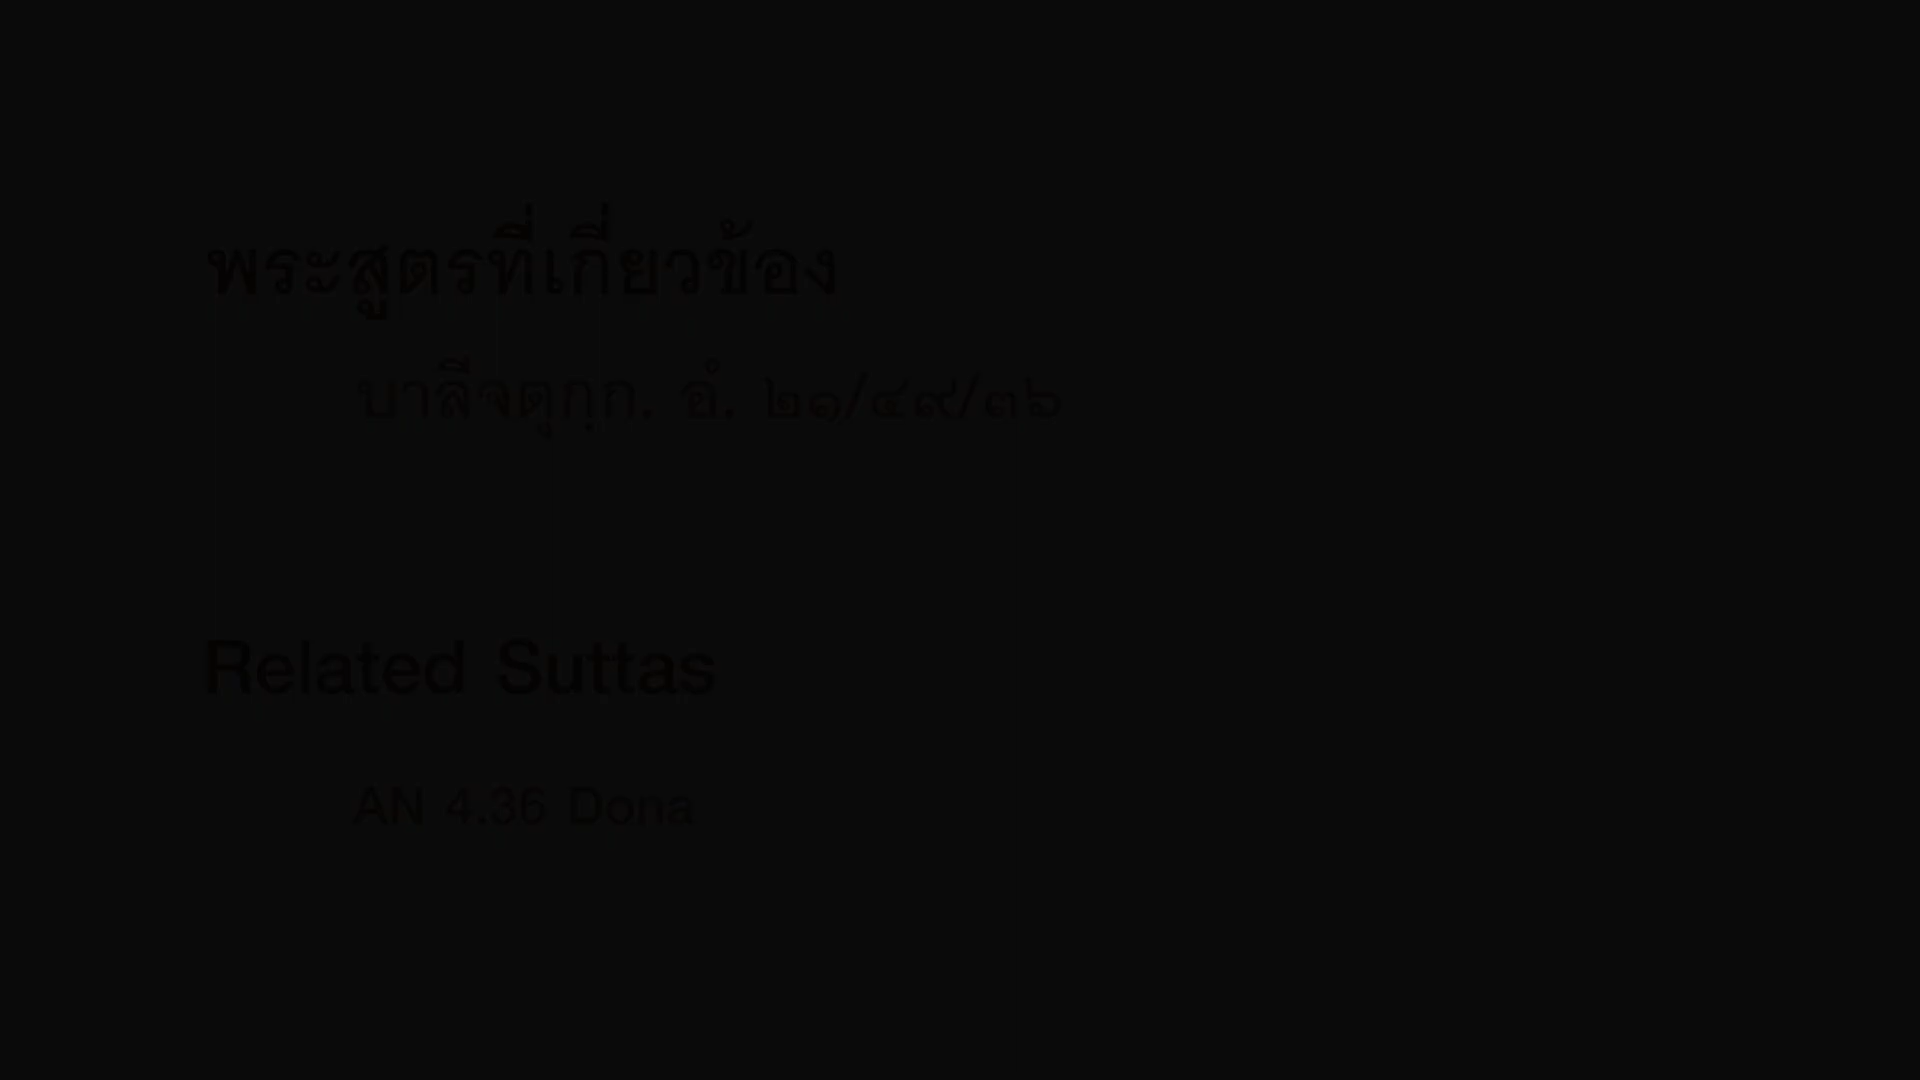 พระสูตรที่เกี่ยวข้อง
บาลีจตุกฺก. อํ. ๒๑/๔๙/๓๖
Related Suttas
AN 4.36 Dona